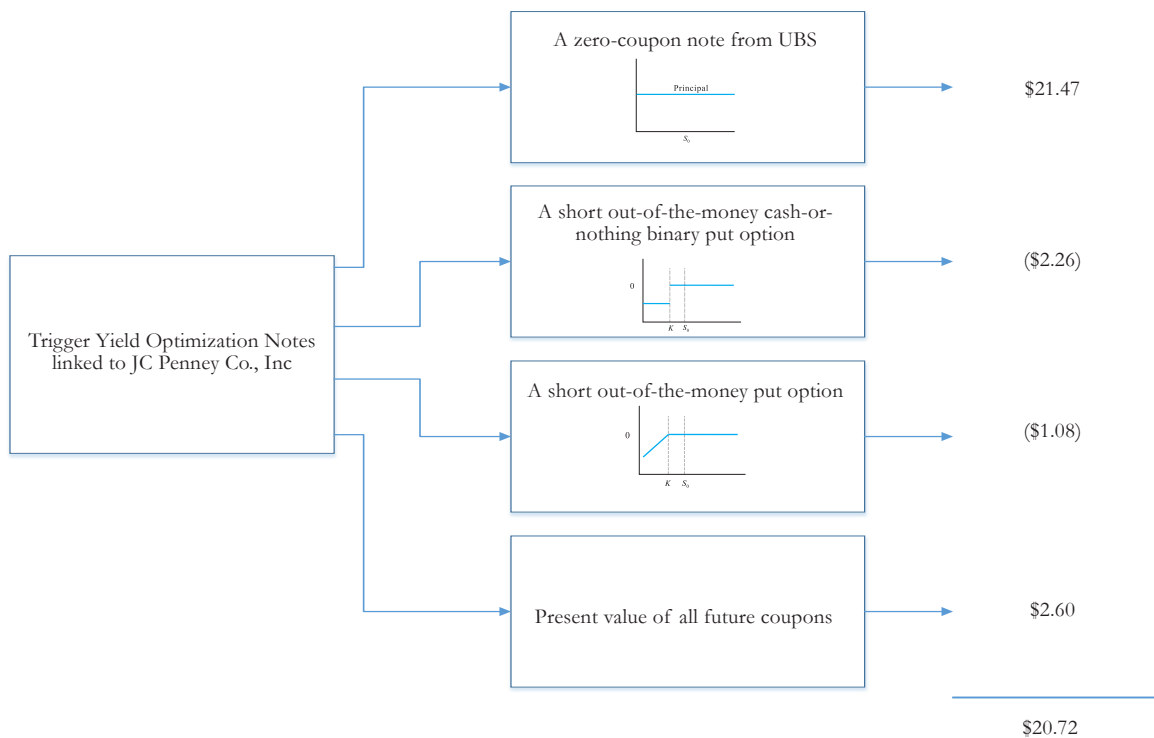 A zero-coupon note from UBS
Principal
S0
$21.47
A short out-of-the-money cash-or-
nothing binary put option
0
K S0
($2.26)
Trigger Yield Optimization Notes
linked to JC Penney Co., Inc
A short out-of-the-money put option
0
K S0
($1.08)
Present value of all future coupons
$2.60
$20.72